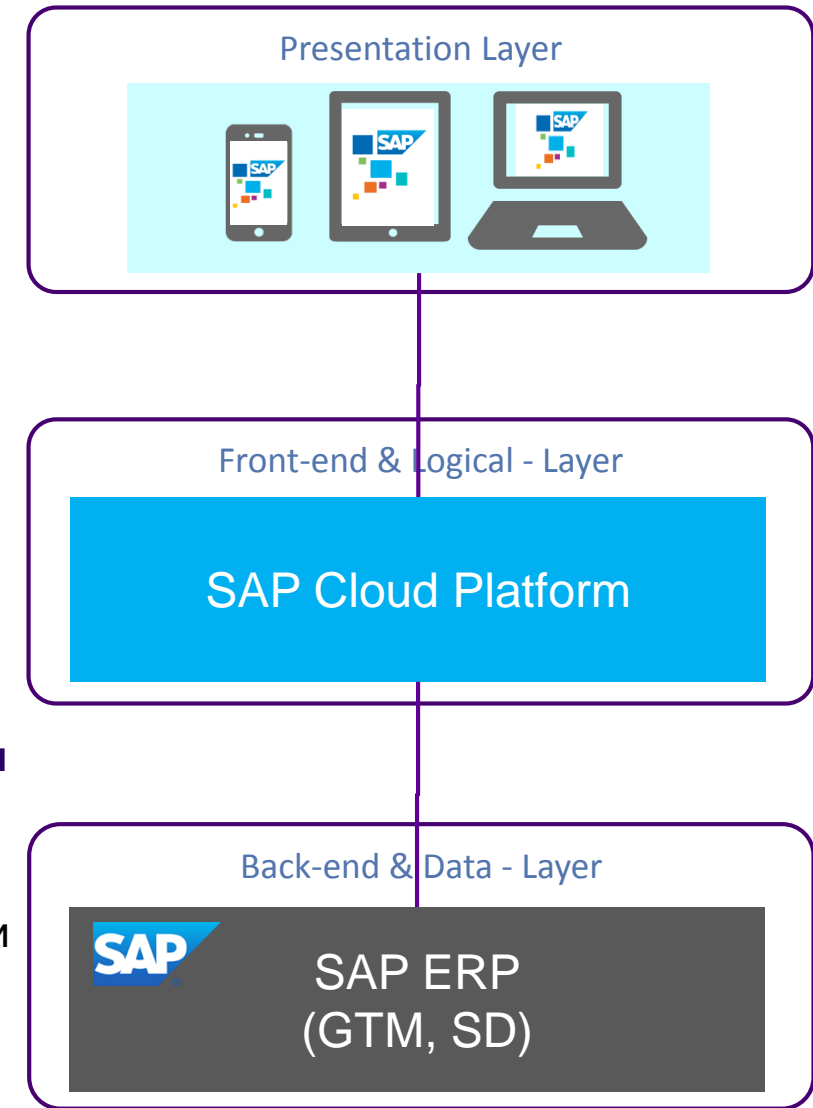 Presentation Layer
SAP SAP SAP
Front-end & Logical - Layer
SAP Cloud Platform
Back-end & Data - Layer
SAP
SAP ERP
(GTM, SD)